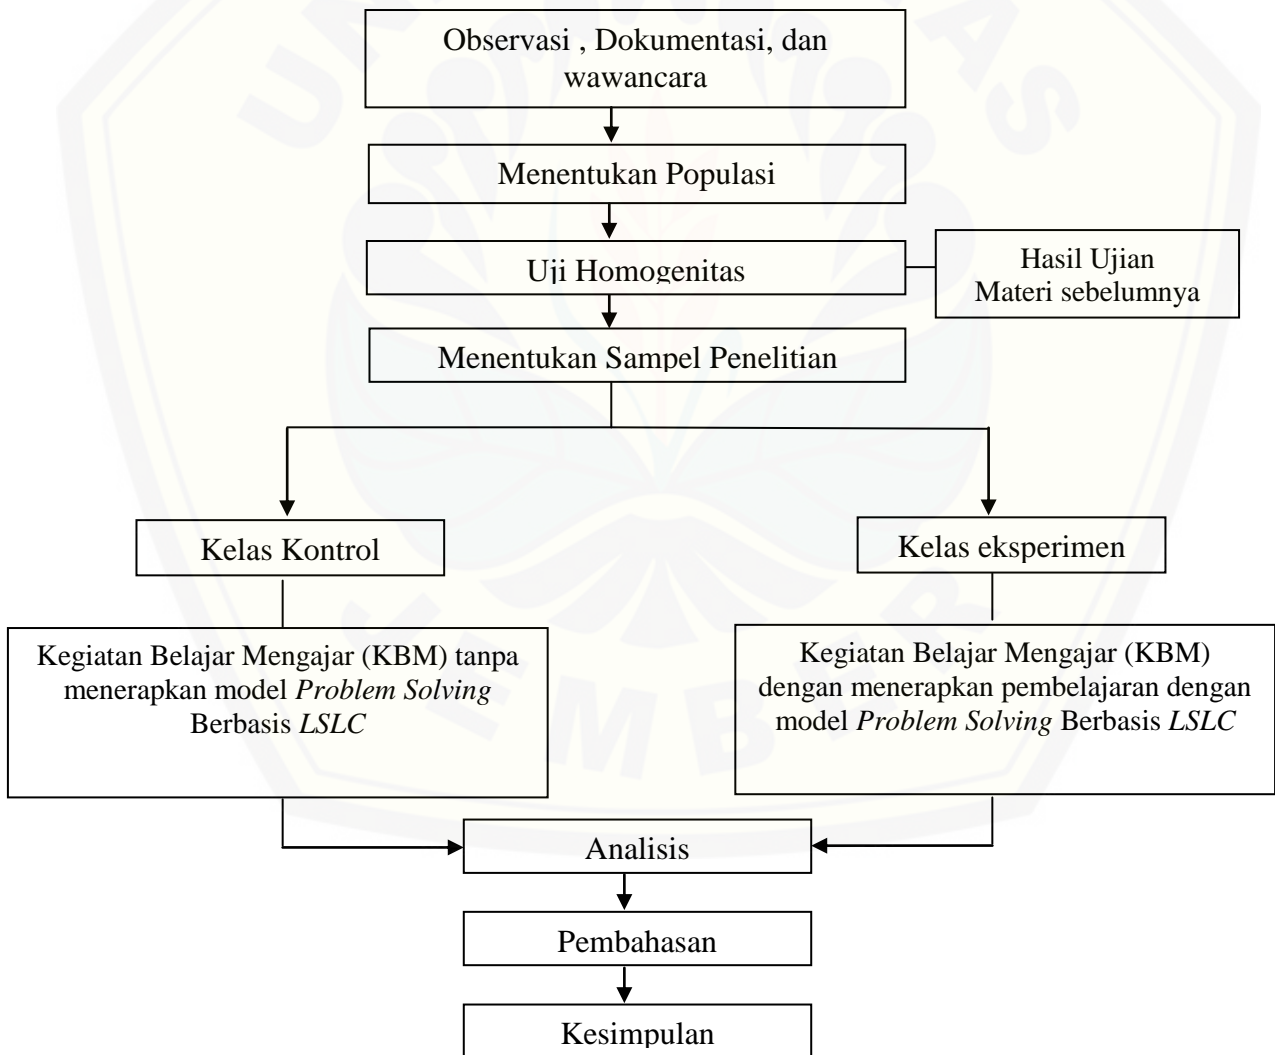 Observasi , Dokumentasi, dan
wawancara
Menentukan Populasi
Uji Homogenitas
Hasil Ujian
Materi sebelumnya
Menentukan Sampel Penelitian
Kelas Kontrol
Kelas eksperimen
Kegiatan Belajar Mengajar (KBM) tanpa
menerapkan model Problem Solving
Berbasis LSLC
Kegiatan Belajar Mengajar (KBM)
dengan menerapkan pembelajaran dengan
model Problem Solving Berbasis LSLC
Analisis
Pembahasan
Kesimpulan
JEMBER